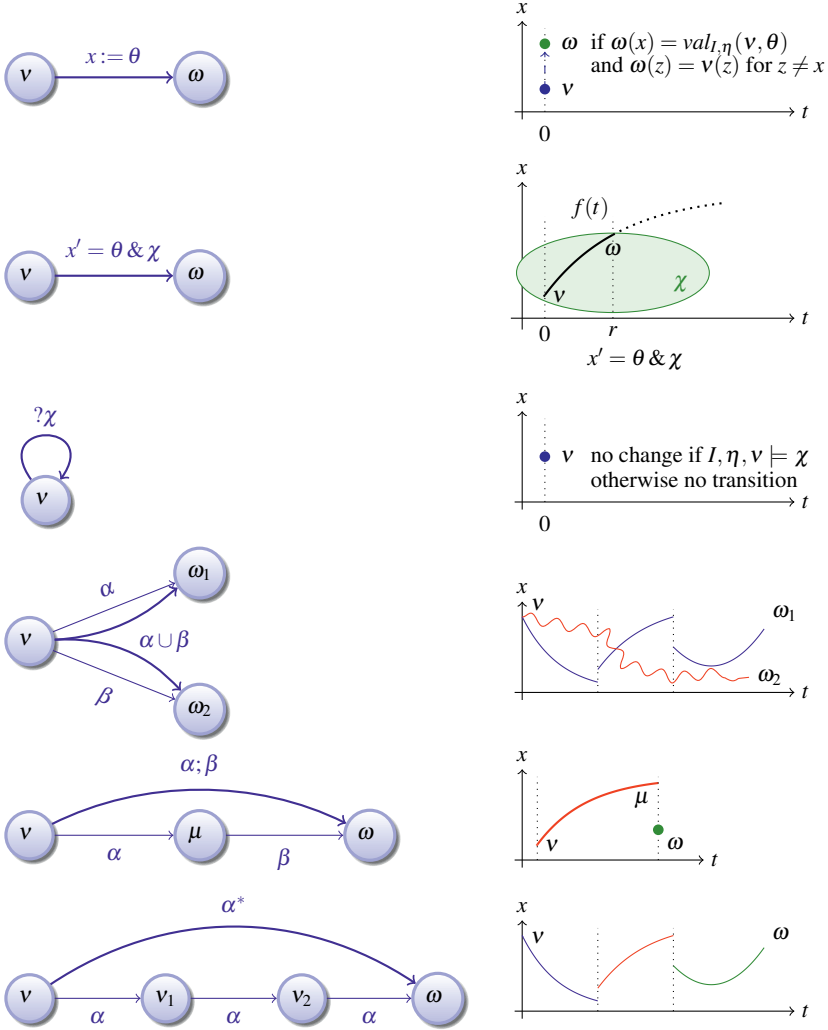 x := θ
ν
ω
x
ω if ω(x) = val_{I,η}(ν, θ)
and ω(z) = ν(z) for z ≠ x
ν
t
0
x′ = θ & χ
ν
ω
x
f(t)
ω
ν
χ
t
0
r
x′ = θ & χ
?χ
ν
x
ν no change if I, η, ν ⊨ χ
otherwise no transition
t
0
ω₁
α
ν
α ∪ β
β
ω₂
x
ν
ω₁
ω₂
t
α; β
ν
α
μ
β
ω
x
μ
ν
ω
t
α*
ν
α
ν₁
α
ν₂
α
ω
x
ν
ω
t